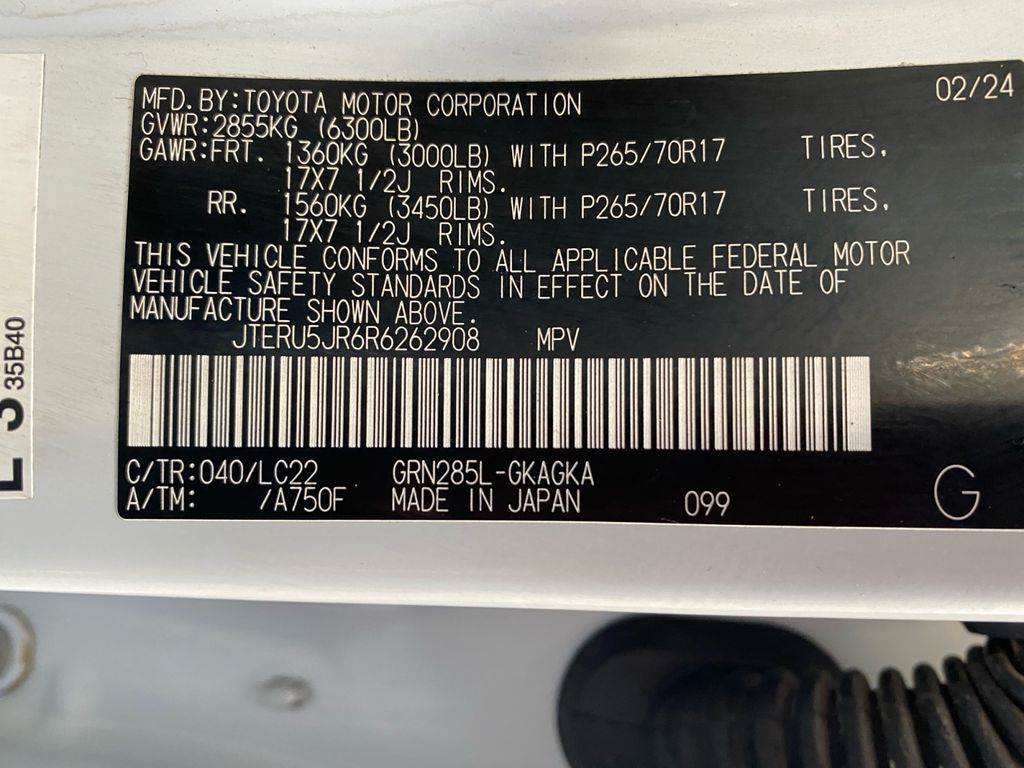 MFD. BY:TOYOTA MOTOR CORPORATION 02/24
GVWR:2855KG (6300LB)
GAWR:FRT. 1360KG (3000LB) WITH P265/70R17 TIRES,
17X7 1/2J RIMS.
RR. 1560KG (3450LB) WITH P265/70R17 TIRES,
17X7 1/2J RIMS.
THIS VEHICLE CONFORMS TO ALL APPLICABLE FEDERAL MOTOR
VEHICLE SAFETY STANDARDS IN EFFECT ON THE DATE OF
MANUFACTURE SHOWN ABOVE.
JTERU5JR6R6262908 MPV
C/TR:040/LC22 GRN285L-GKAGKA
A/TM: /A750F MADE IN JAPAN 099 G
35B40